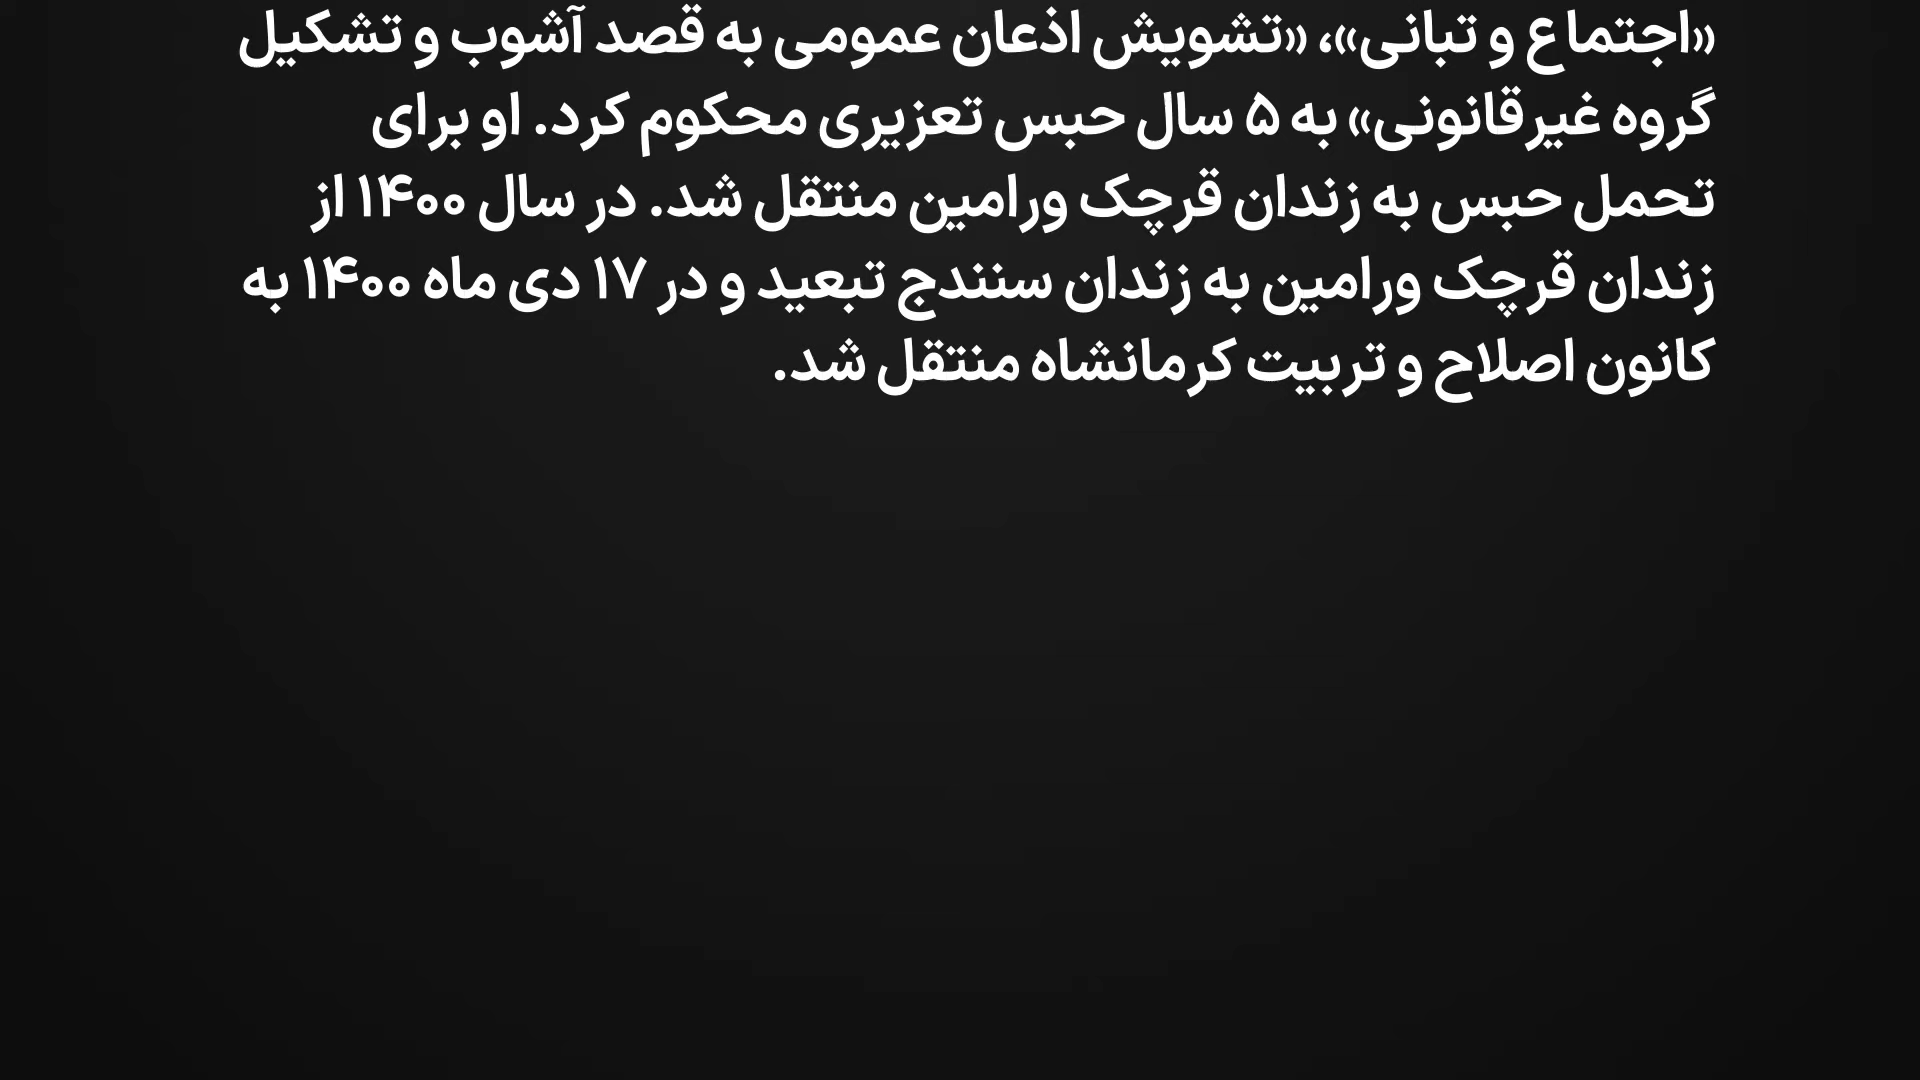 «اجتماع و تبانی»، «تشویش اذعان عمومی به قصد آشوب و تشکیل
گروه غیرقانونی» به ۵ سال حبس تعزیری محکوم کرد. او برای
تحمل حبس به زندان قرچک ورامین منتقل شد. در سال ۱۴۰۰ از
زندان قرچک ورامین به زندان سنندج تبعید و در ۱۷ دی ماه ۱۴۰۰ به
کانون اصلاح و تربیت کرمانشاه منتقل شد.